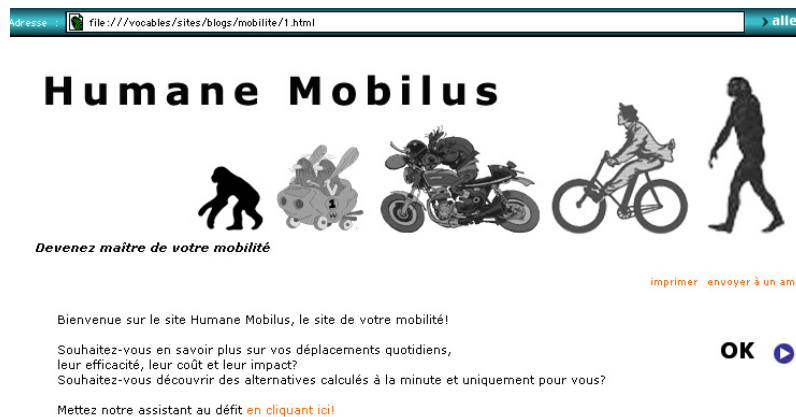 Adresse : file:///vocables/sites/blogs/mobilite/1.html alle
Humane Mobilus
1
Devenez maître de votre mobilité
imprimer envoyer à un am
Bienvenue sur le site Humane Mobilus, le site de votre mobilité!
Souhaitez-vous en savoir plus sur vos déplacements quotidiens,
leur efficacité, leur coût et leur impact?
OK
Souhaitez-vous découvrir des alternatives calculés à la minute et uniquement pour vous?
Mettez notre assistant au défit en cliquant ici!